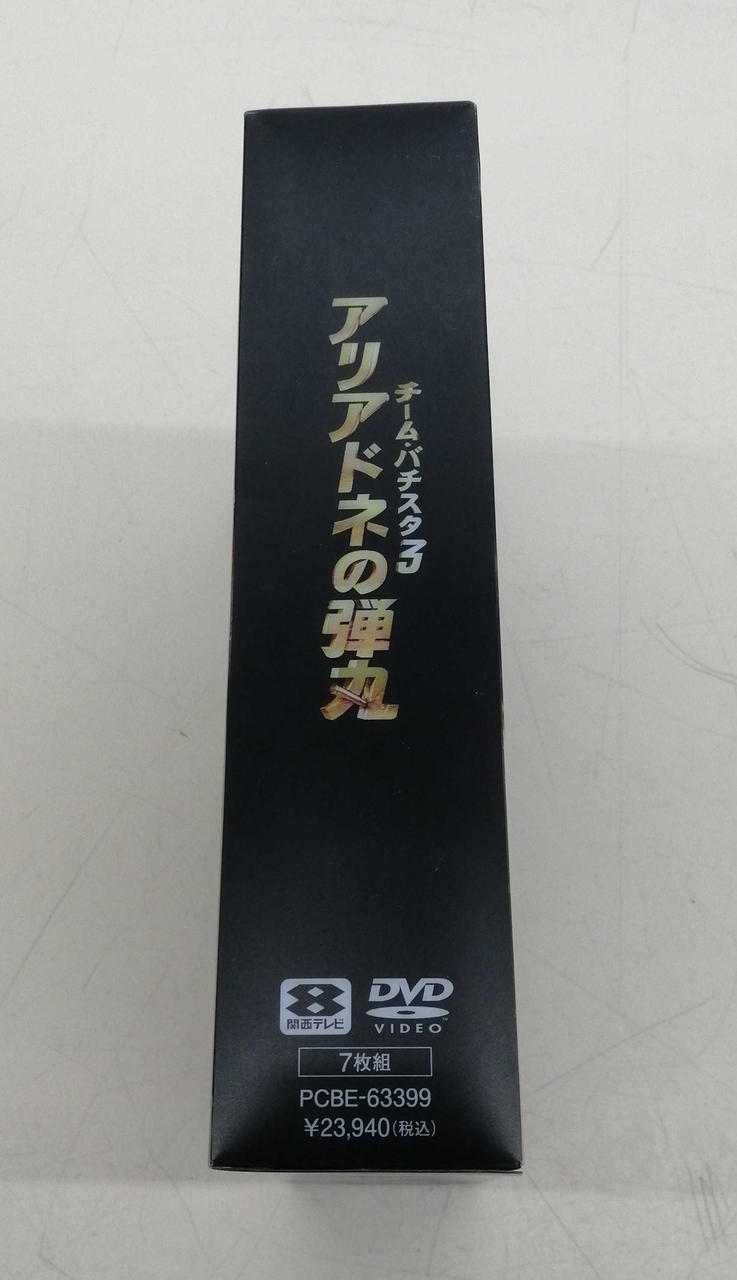 チーム・バチスタ3
アリアドネの弾丸
関西テレビ
DVD
VIDEO
7枚組
PCBE-63399
¥23,940(税込)